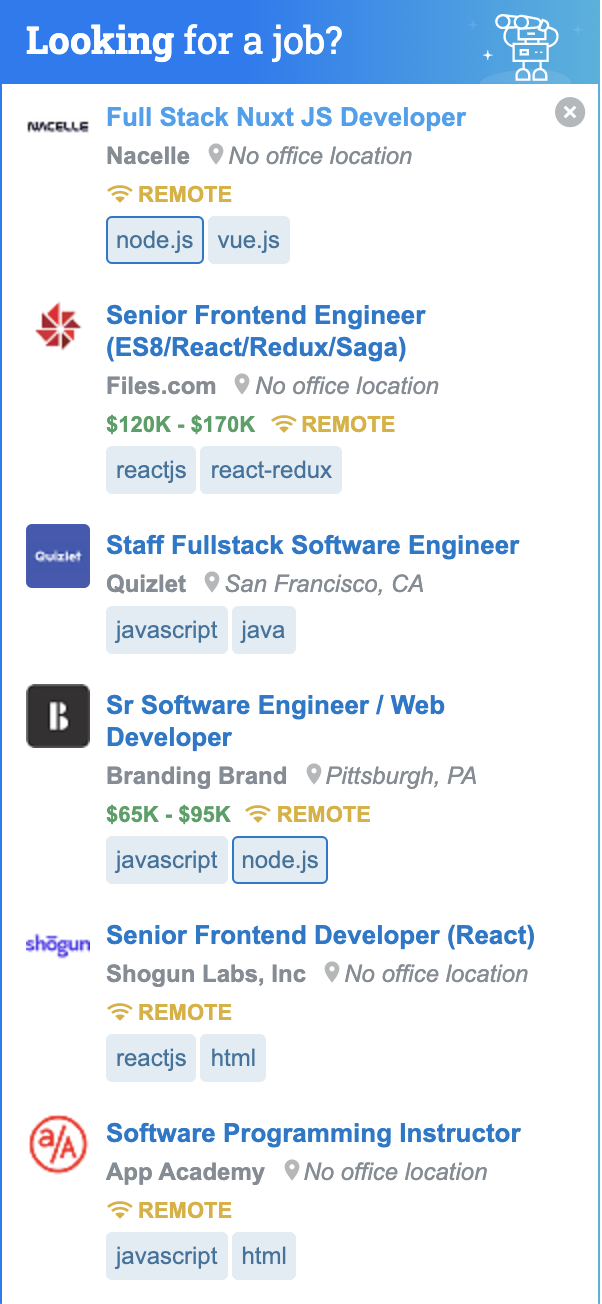 Looking for a job?
NACELLE
Full Stack Nuxt JS Developer
Nacelle No office location
REMOTE
node.js vue.js
Senior Frontend Engineer
(ES8/React/Redux/Saga)
Files.com No office location
$120K - $170K REMOTE
reactjs react-redux
Quizlet
Staff Fullstack Software Engineer
Quizlet San Francisco, CA
javascript java
B
Sr Software Engineer / Web
Developer
Branding Brand Pittsburgh, PA
$65K - $95K REMOTE
javascript node.js
shōgun
Senior Frontend Developer (React)
Shogun Labs, Inc No office location
REMOTE
reactjs html
a/A
Software Programming Instructor
App Academy No office location
REMOTE
javascript html